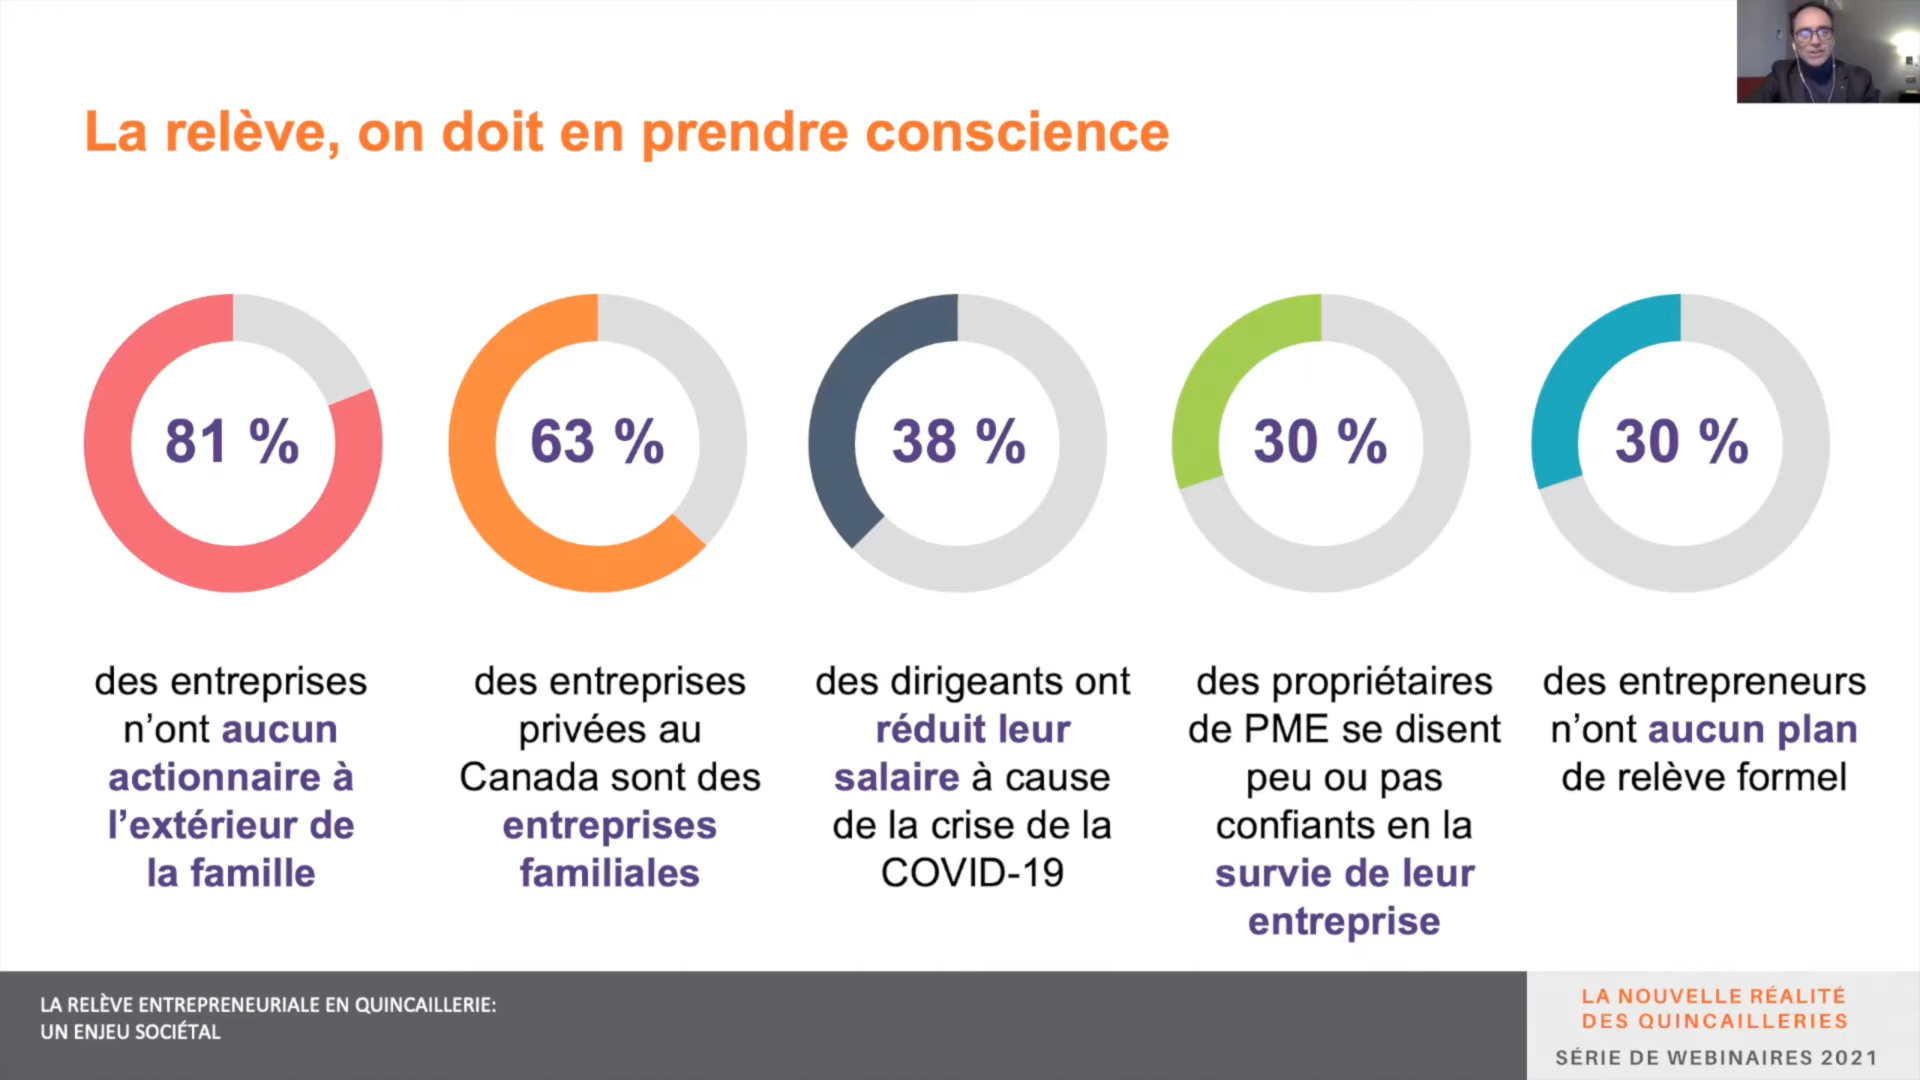 La relève, on doit en prendre conscience
81 %
63 %
38 %
30 %
30 %
des entreprises
n’ont aucun
actionnaire à
l’extérieur de
la famille
des entreprises
privées au
Canada sont des
entreprises
familiales
des dirigeants ont
réduit leur
salaire à cause
de la crise de la
COVID-19
des propriétaires
de PME se disent
peu ou pas
confiants en la
survie de leur
entreprise
des entrepreneurs
n’ont aucun plan
de relève formel
LA RELÈVE ENTREPRENEURIALE EN QUINCAILLERIE:
UN ENJEU SOCIÉTAL
LA NOUVELLE RÉALITÉ
DES QUINCAILLERIES
SÉRIE DE WEBINAIRES 2021